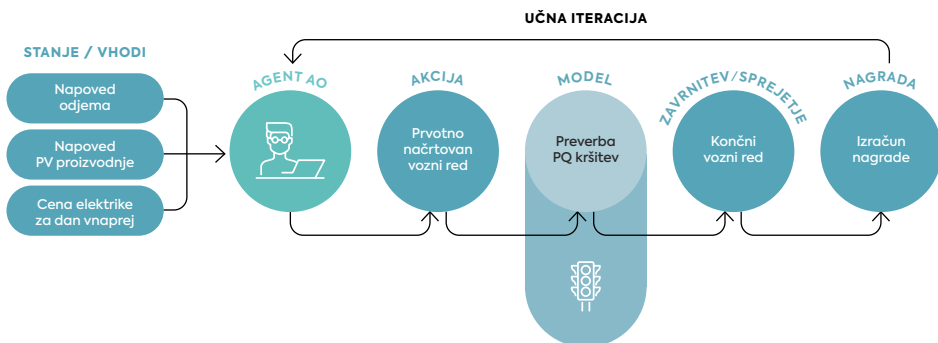 UČNA ITERACIJA
STANJE / VHODI
Napoved
odjema
Napoved
PV proizvodnje
Cena elektrike
za dan vnaprej
AGENT AO
AKCIJA
Prvotno
načrtovan
vozni red
MODEL
Preverba
PQ kršitev
ZAVRNITEV/SPREJETJE
Končni
vozni red
NAGRADA
Izračun
nagrade